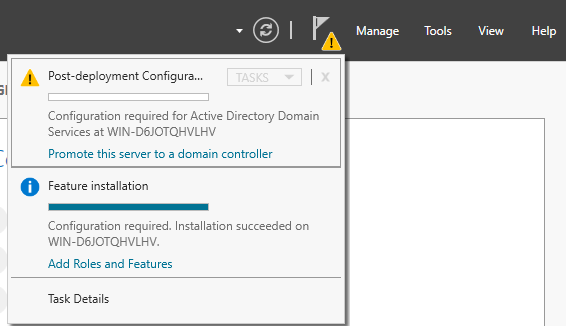 Manage Tools View Help
Post-deployment Configura... TASKS x
Configuration required for Active Directory Domain
Services at WIN-D6JOTQHVLHV
Promote this server to a domain controller
Feature installation
Configuration required. Installation succeeded on
WIN-D6JOTQHVLHV.
Add Roles and Features
Task Details